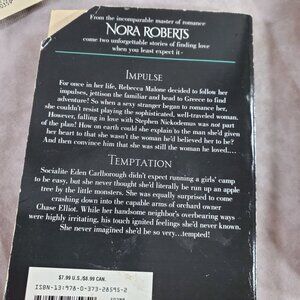 From the incomparable master of romance
NORA ROBERTS
come two unforgettable stories of finding love
when you least expect it-
IMPULSE
For once in her life, Rebecca Malone decided to follow her
impulses, jettison the familiar and head to Greece to find
adventure! So when a sexy stranger began to romance her,
she couldn't resist playing the sophisticated, well-traveled woman.
However, falling in love with Stephen Nickodemus was not part
of the plan! How on earth could she explain to the man she'd given
her heart to that she wasn't the woman he'd believed her to be?
And then convince him that she was still the woman he loved....
TEMPTATION
Socialite Eden Carlborough didn't expect running a girls' camp
to be easy, but she never thought she'd literally be run up an apple
tree by the little monsters. She was equally surprised to come
crashing down into the capable arms of orchard owner
Chase Elliot. While her handsome neighbor's overbearing ways
were highly irritating, his touch ignited feelings she'd never known.
She never imagined she'd be so very...tempted!
$7.99 U.S./$8.99 CAN.
ISBN-13:978-0-373-28595-2